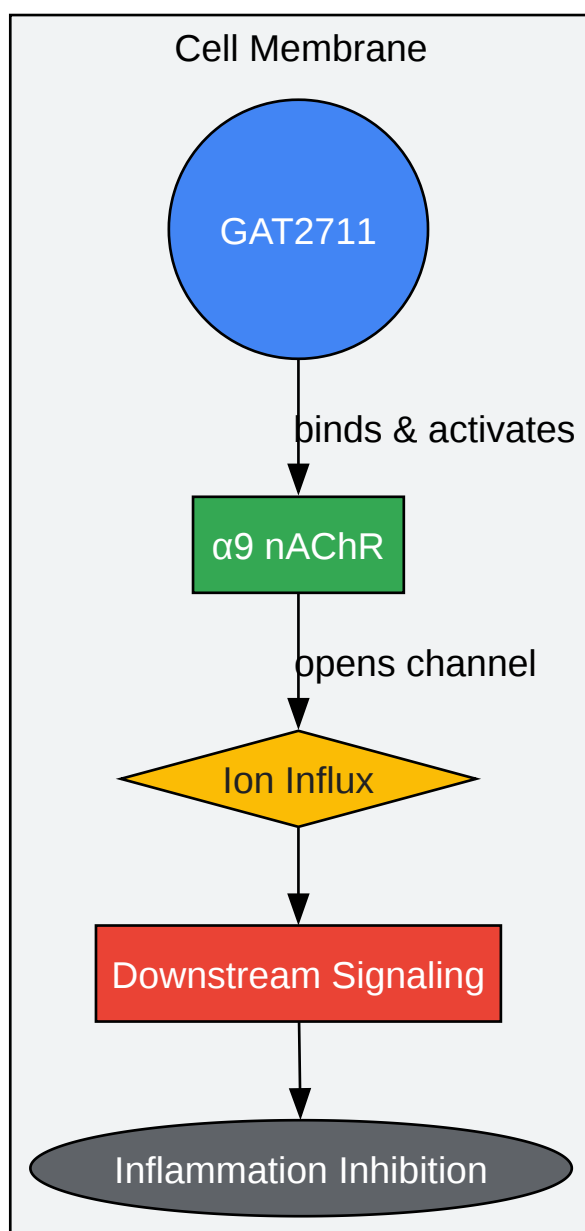 Cell Membrane
GAT2711
binds & activates
α9 nAChR
opens channel
Ion Influx
Downstream Signaling
Inflammation Inhibition